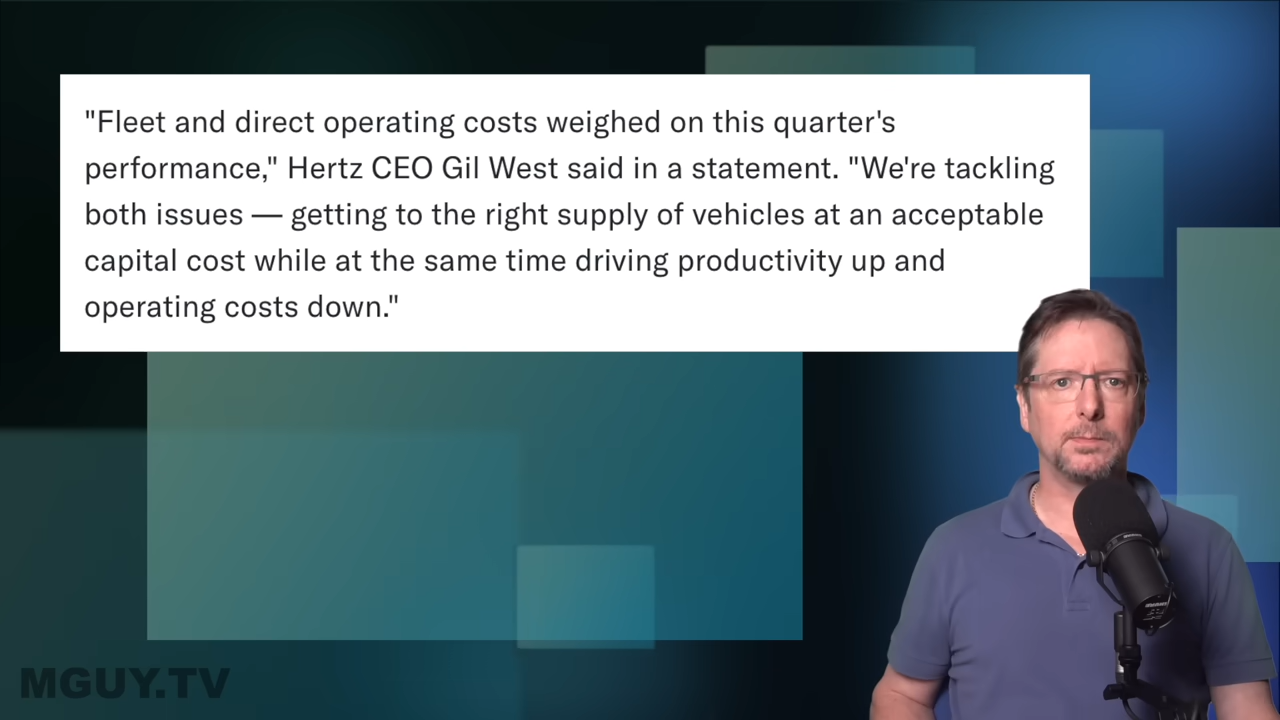 "Fleet and direct operating costs weighed on this quarter's
performance," Hertz CEO Gil West said in a statement. "We're tackling
both issues — getting to the right supply of vehicles at an acceptable
capital cost while at the same time driving productivity up and
operating costs down."
MGUY.TV